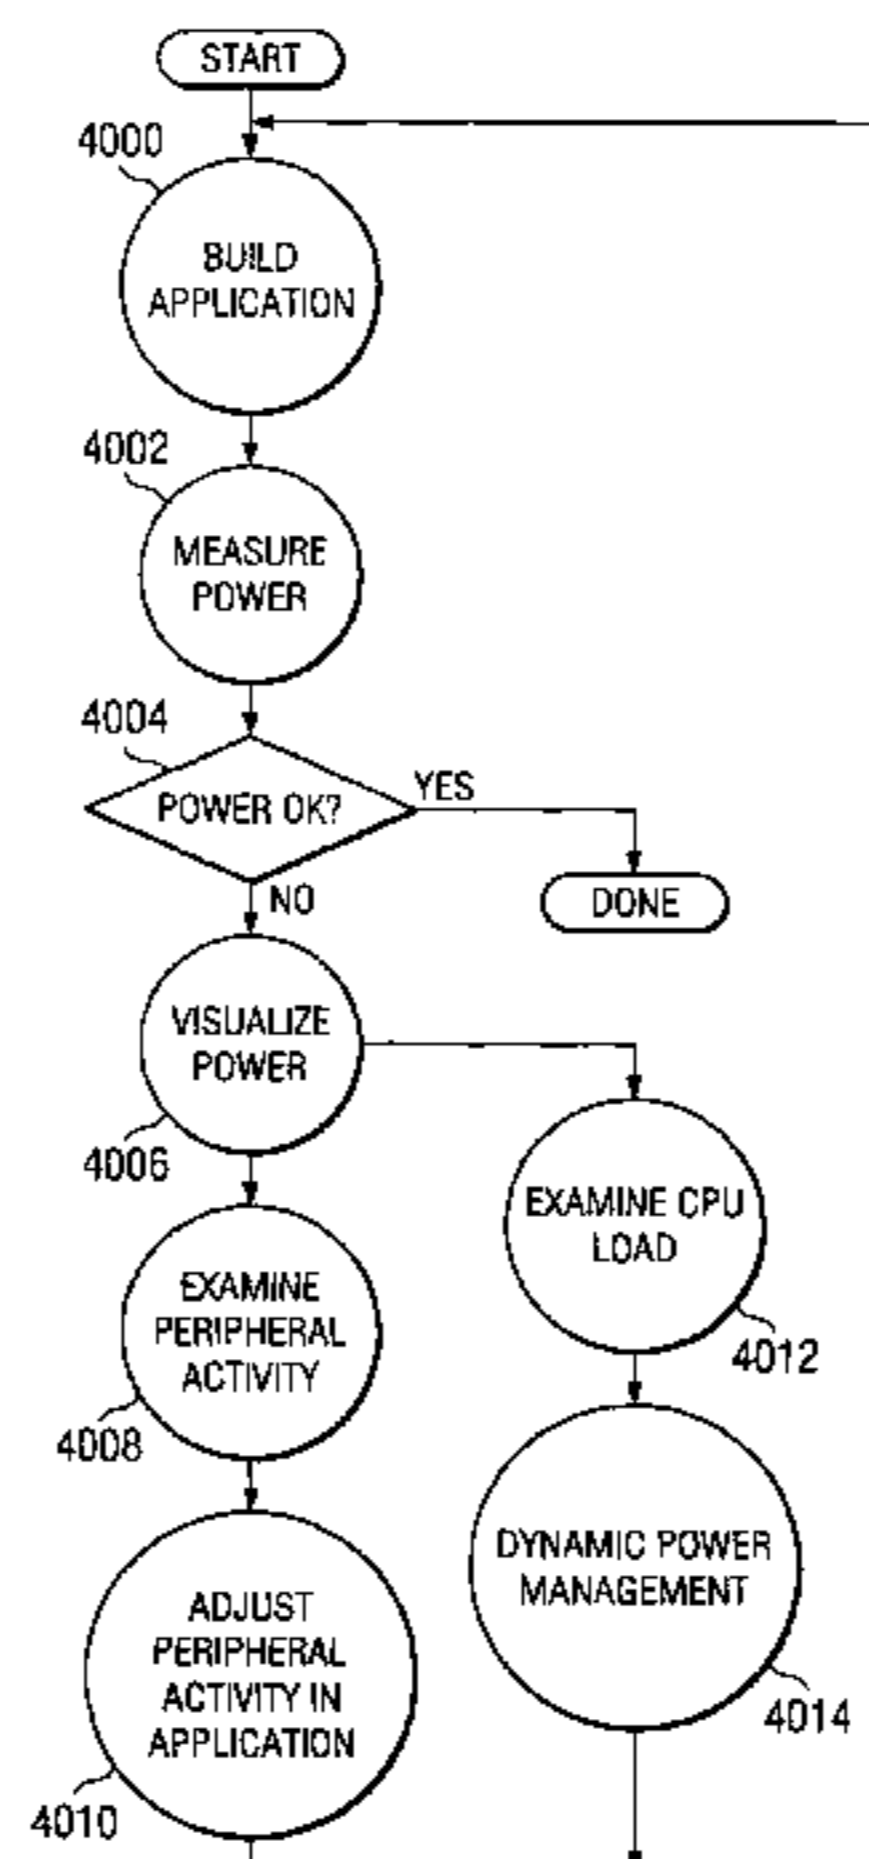 START
4000
BUILD
APPLICATION
4002
MEASURE
POWER
4004
POWER OK?
YES
DONE
NO
VISUALIZE
POWER
4006
EXAMINE CPU
LOAD
4012
EXAMINE
PERIPHERAL
ACTIVITY
4008
DYNAMIC POWER
MANAGEMENT
4014
ADJUST
PERIPHERAL
ACTIVITY IN
APPLICATION
4010